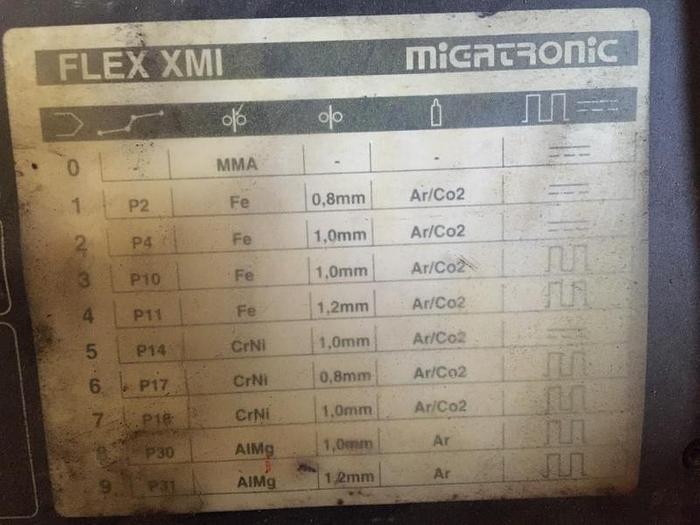 FLEX XMI MIGATRONIC
0 - MMA - -
1 P2 Fe 0,8mm Ar/Co2
2 P4 Fe 1,0mm Ar/Co2
3 P10 Fe 1,0mm Ar/Co2
4 P11 Fe 1,2mm Ar/Co2
5 P14 CrNi 1,0mm Ar/Co2
6 P17 CrNi 0,8mm Ar/Co2
7 P18 CrNi 1,0mm Ar/Co2
8 P30 AlMg 1,0mm Ar
9 P31 AlMg 1,2mm Ar